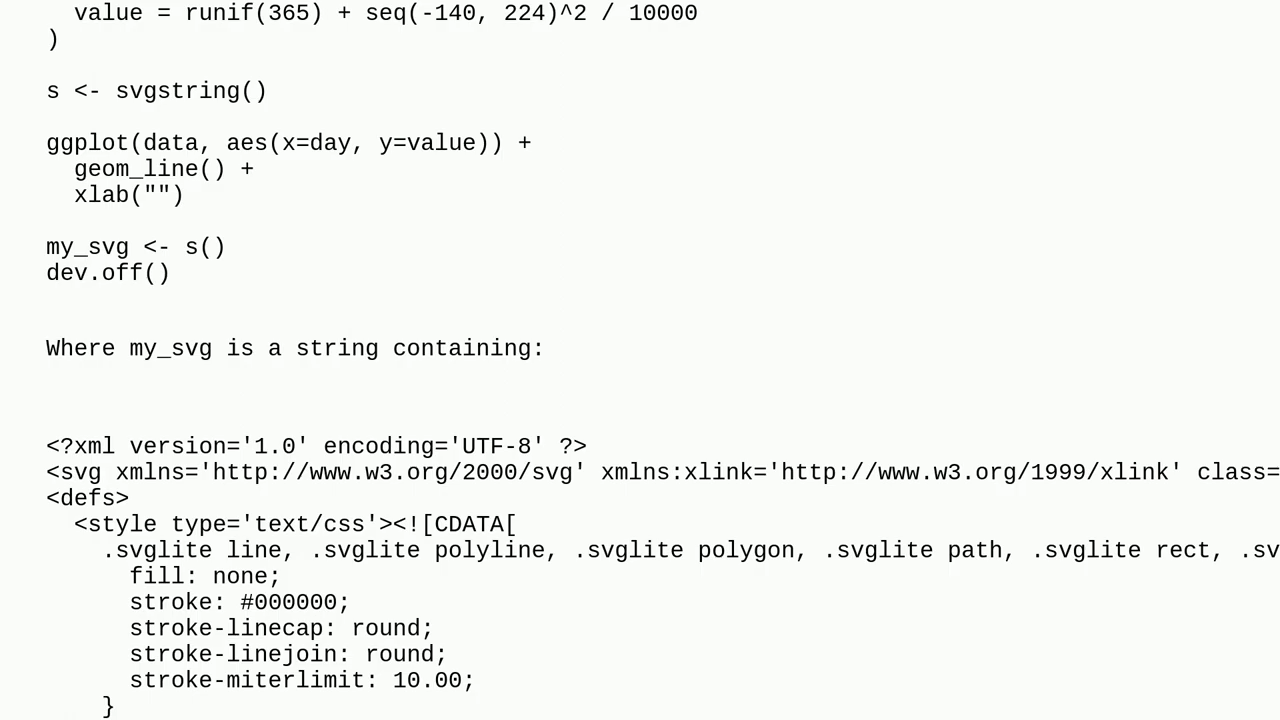 value = runif(365) + seq(-140, 224)^2 / 10000
)
s <- svgstring()
ggplot(data, aes(x=day, y=value)) +
geom_line() +
xlab("")
my_svg <- s()
dev.off()
Where my_svg is a string containing:
<?xml version='1.0' encoding='UTF-8' ?>
<svg xmlns='http://www.w3.org/2000/svg' xmlns:xlink='http://www.w3.org/1999/xlink' class=
<defs>
<style type='text/css'><![CDATA[
.svglite line, .svglite polyline, .svglite polygon, .svglite path, .svglite rect, .sv
fill: none;
stroke: #000000;
stroke-linecap: round;
stroke-linejoin: round;
stroke-miterlimit: 10.00;
}